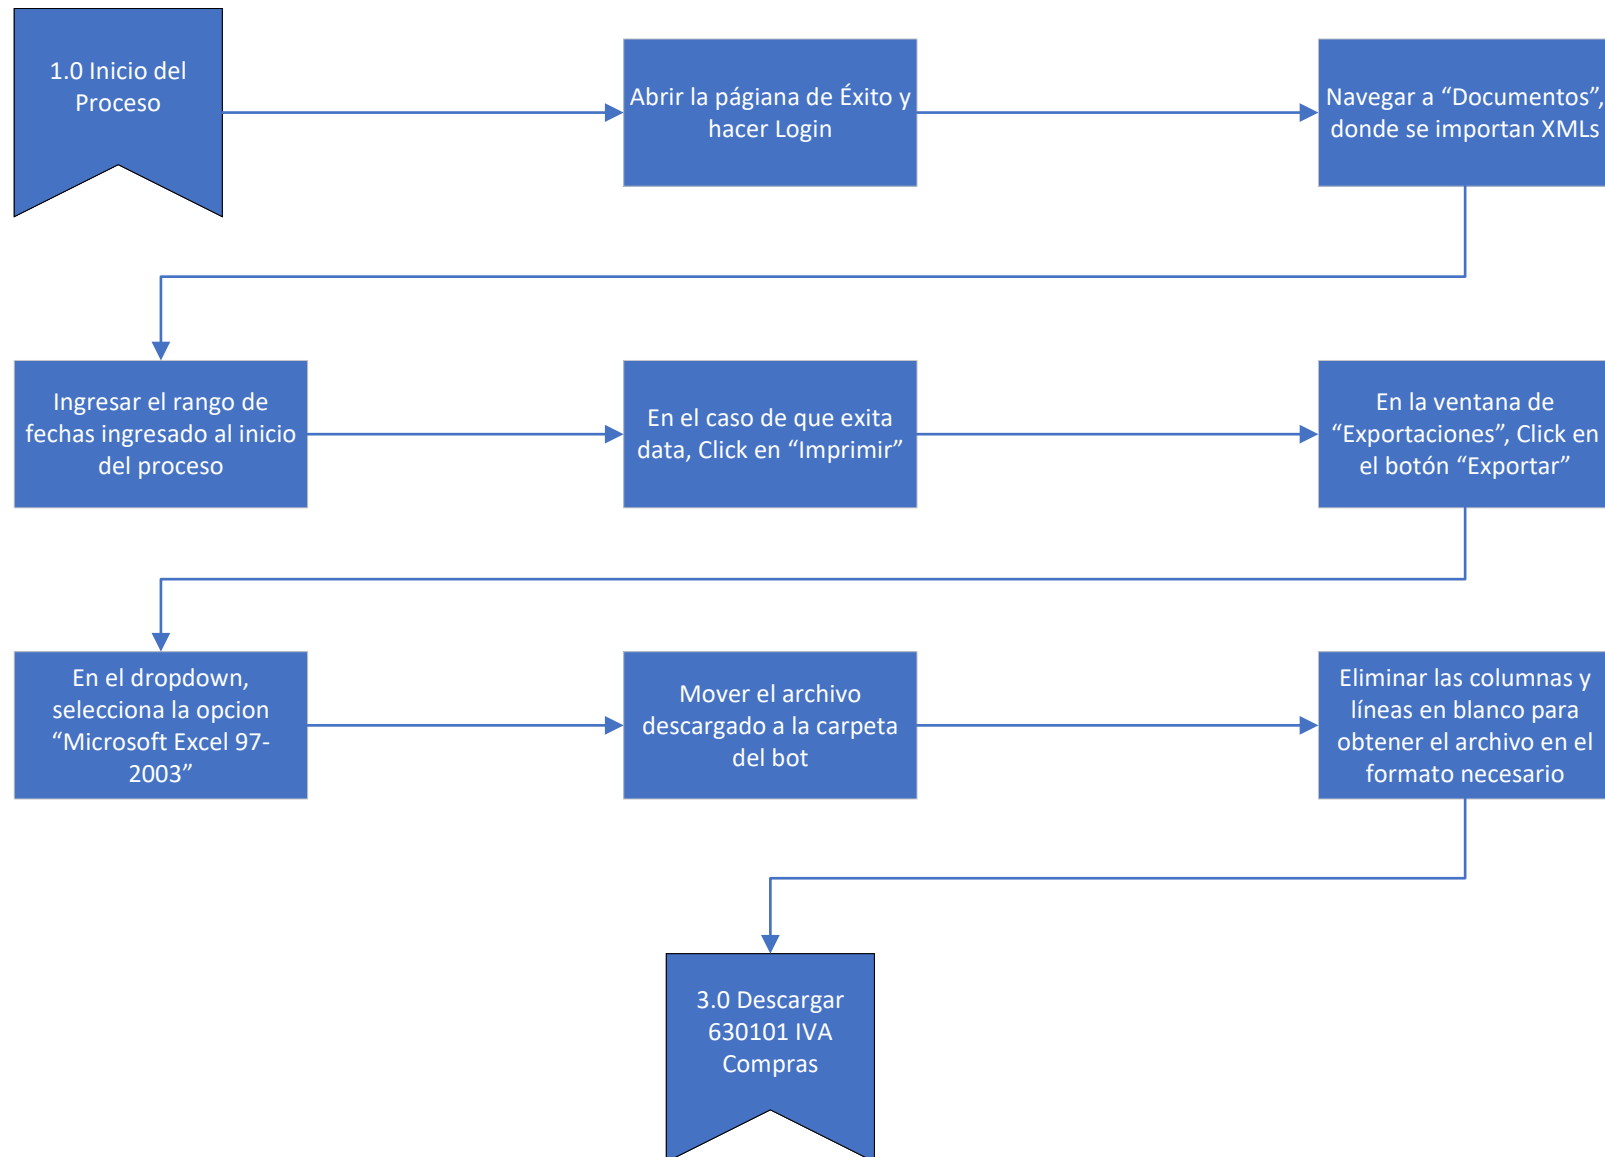 1.0 Inicio del
Proceso
Abrir la págiana de Éxito y
hacer Login
Navegar a “Documentos”,
donde se importan XMLs
Ingresar el rango de
fechas ingresado al inicio
del proceso
En el caso de que exita
data, Click en “Imprimir”
En la ventana de
“Exportaciones”, Click en
el botón “Exportar”
En el dropdown,
selecciona la opcion
“Microsoft Excel 97-
2003”
Mover el archivo
descargado a la carpeta
del bot
Eliminar las columnas y
líneas en blanco para
obtener el archivo en el
formato necesario
3.0 Descargar
630101 IVA
Compras